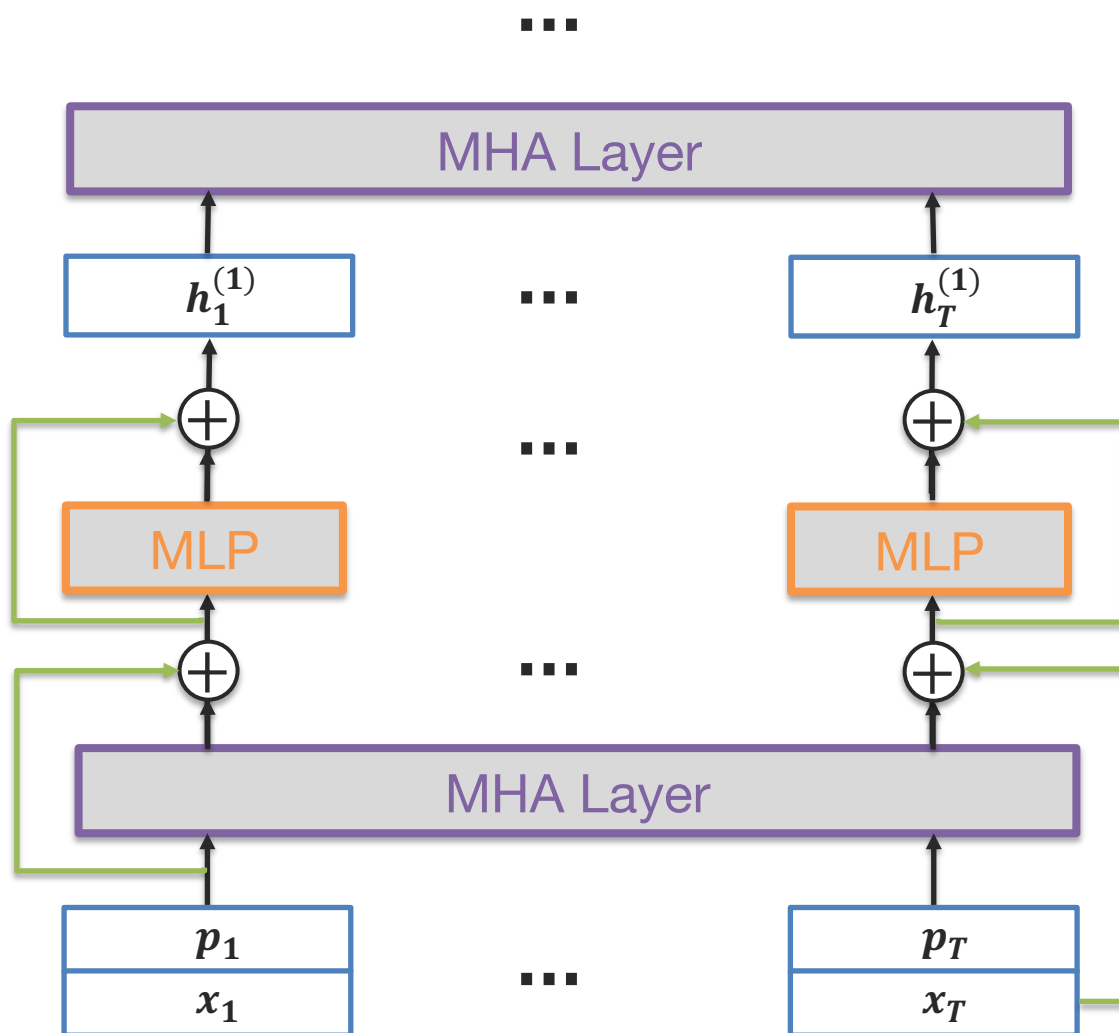 ...
MHA Layer
h_1^{(1)} ... h_T^{(1)}
...
MLP MLP
...
MHA Layer
p_1 p_T
...
x_1 x_T